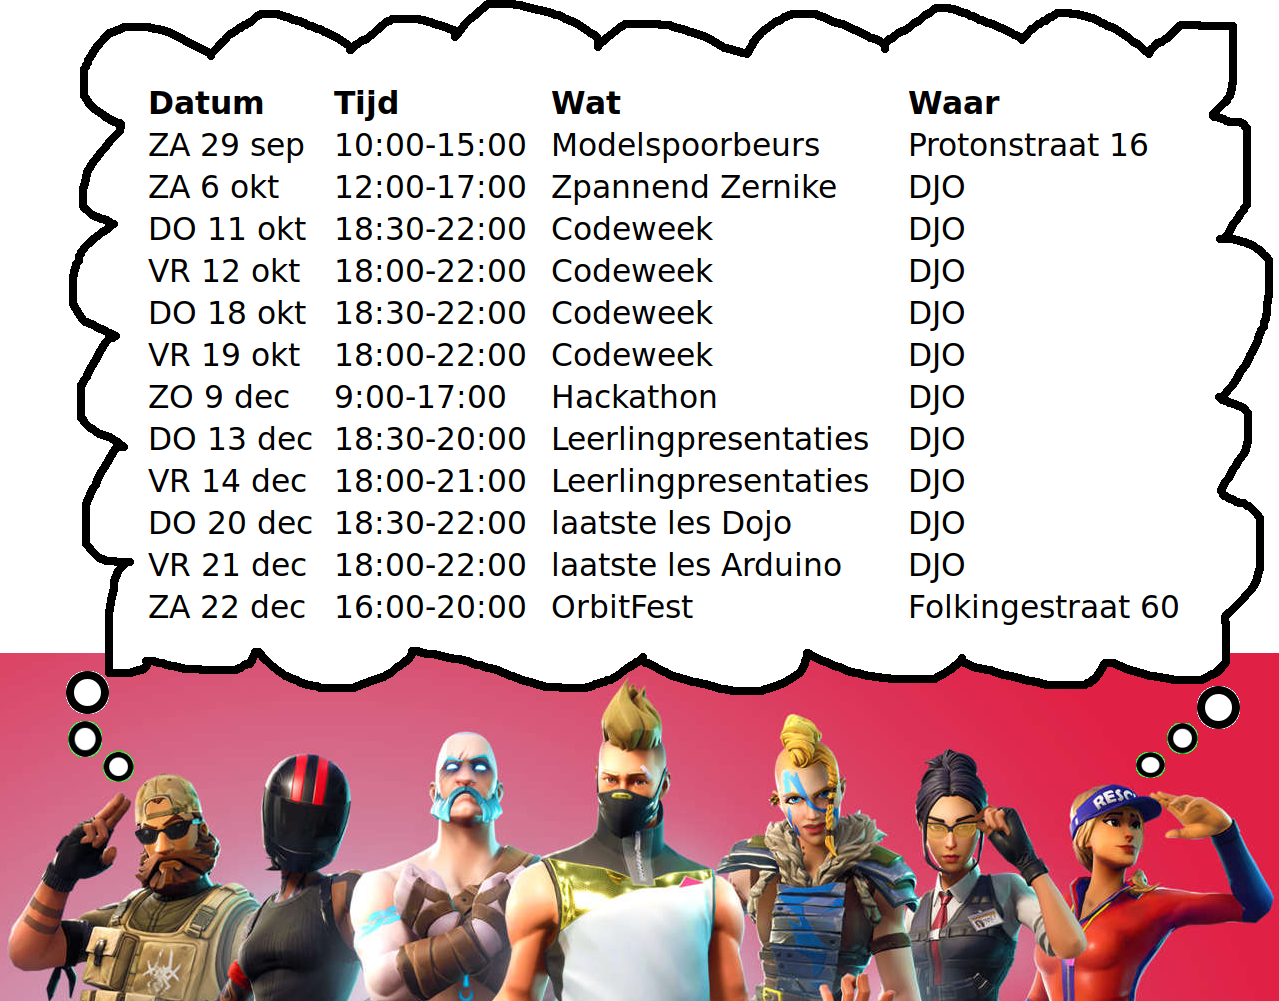 Datum Tijd Wat Waar
ZA 29 sep 10:00-15:00 Modelspoorbeurs Protonstraat 16
ZA 6 okt 12:00-17:00 Zpannend Zernike DJO
DO 11 okt 18:30-22:00 Codeweek DJO
VR 12 okt 18:00-22:00 Codeweek DJO
DO 18 okt 18:30-22:00 Codeweek DJO
VR 19 okt 18:00-22:00 Codeweek DJO
ZO 9 dec 9:00-17:00 Hackathon DJO
DO 13 dec 18:30-20:00 Leerlingpresentaties DJO
VR 14 dec 18:00-21:00 Leerlingpresentaties DJO
DO 20 dec 18:30-22:00 laatste les Dojo DJO
VR 21 dec 18:00-22:00 laatste les Arduino DJO
ZA 22 dec 16:00-20:00 OrbitFest Folkingestraat 60